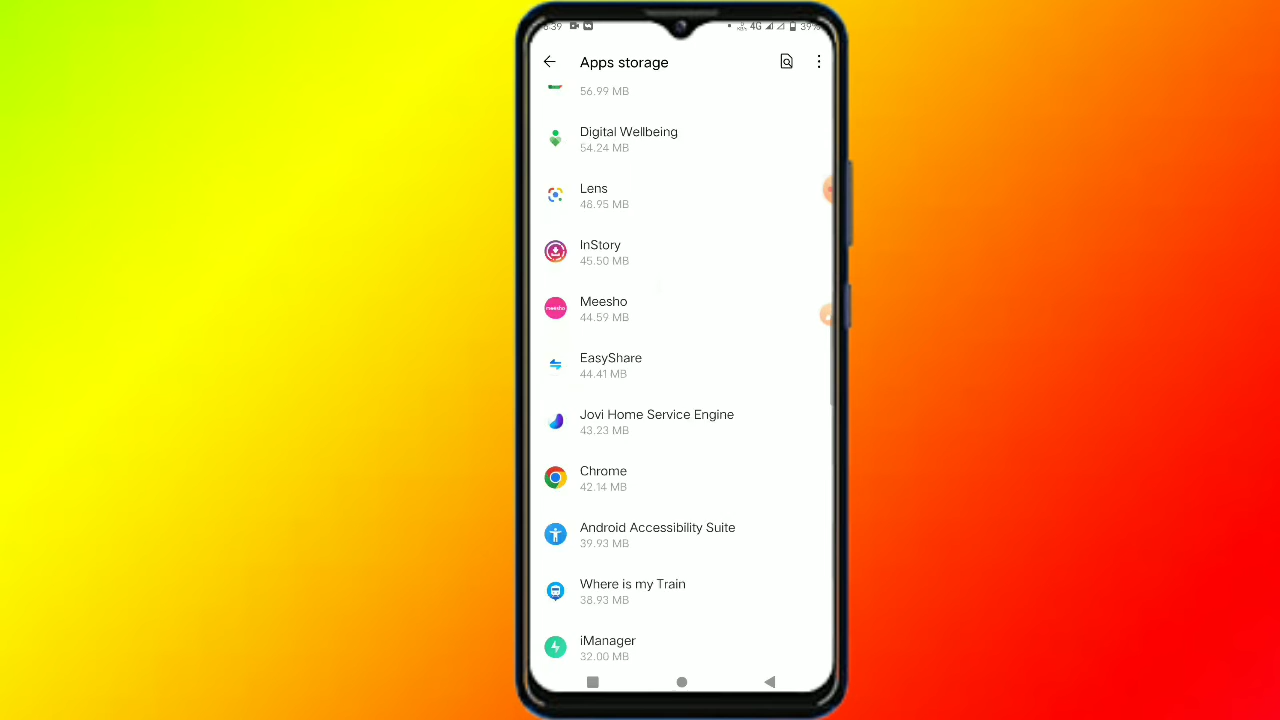 Apps storage
56.99 MB
Digital Wellbeing
54.24 MB
Lens
48.95 MB
InStory
45.50 MB
meesho
Meesho
44.59 MB
EasyShare
44.41 MB
Jovi Home Service Engine
43.23 MB
Chrome
42.14 MB
Android Accessibility Suite
39.93 MB
Where is my Train
38.93 MB
iManager
32.00 MB